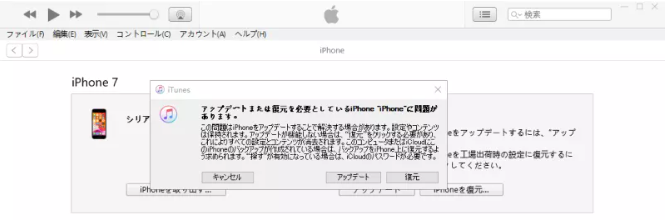 検索
ファイル(F) 編集(E) 表示(V) コントロール(C) アカウント(A) ヘルプ(H)
iPhone
iPhone 7
iTunes
シリア
アップデートまたは復元を必要としているiPhone "iPhone"に問題が
あります。
この問題はiPhoneをアップデートすることで解決する場合があります。設定やコンテンツ
は保持されます。アップデートが機能しない場合は、"復元"をクリックする必要があり、
これによりすべての設定とコンテンツが消去されます。このコンピュータまたはiCloudに
のiPhoneのバックアップが作成されている場合は、バックアップをiPhone上に復元するよ
う求められます。"探す"が有効になっている場合は、iCloudのパスワードが必要です。
eをアップデートするには、"アップ
eを工場出荷時の設定に復元するに
してください。
キャンセル アップデート 復元
iPhoneを取り出す... アップデート iPhoneを復元...